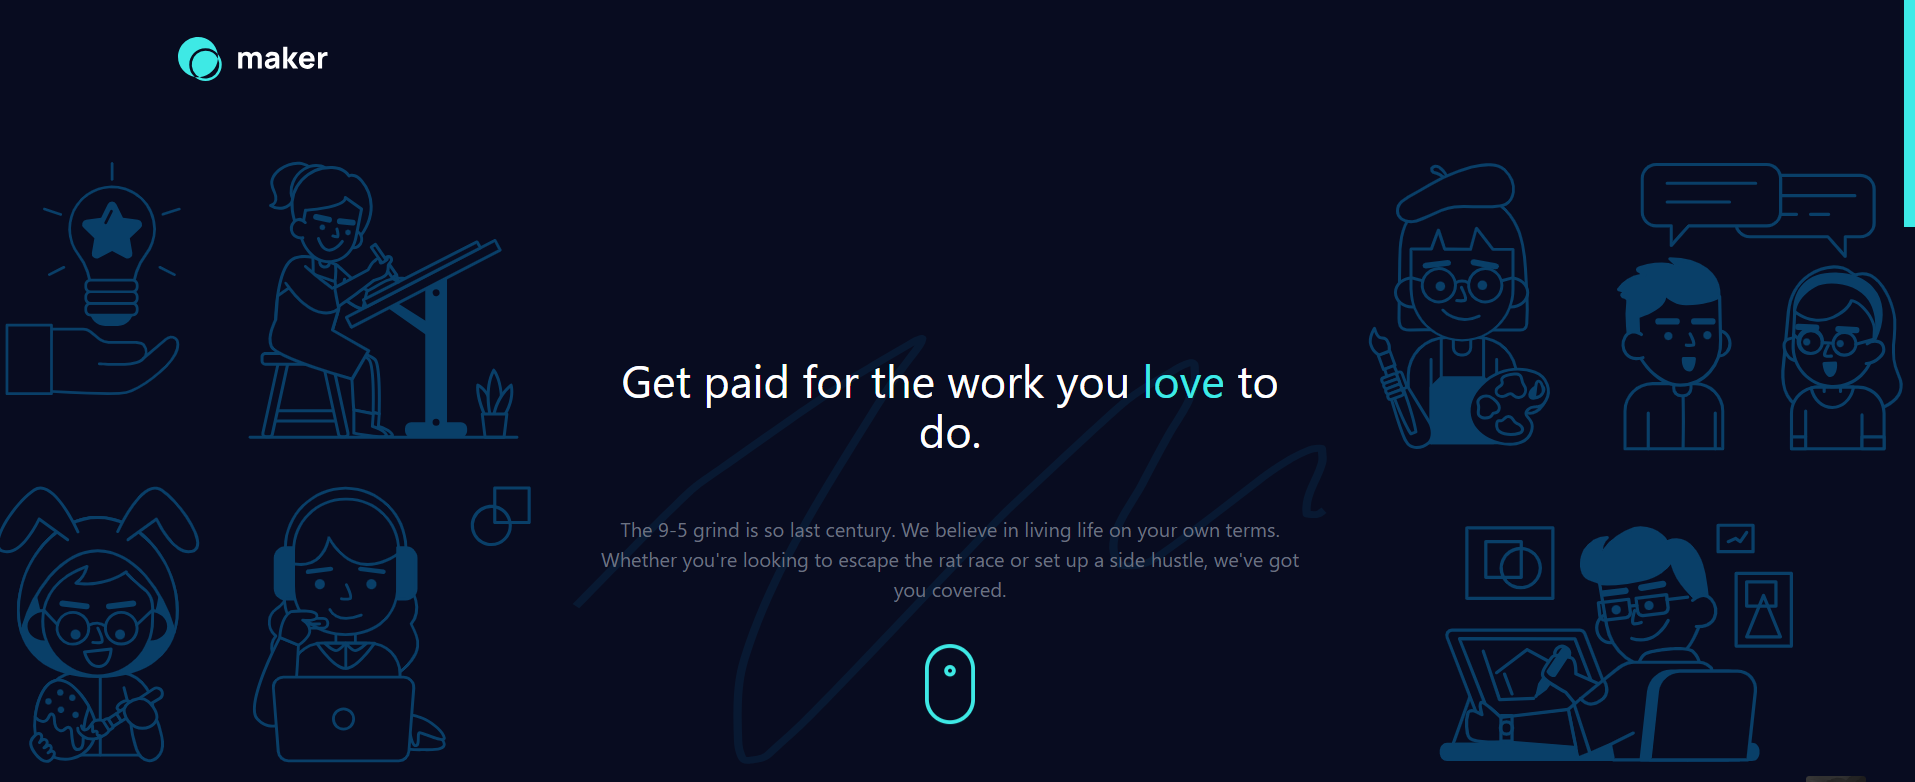 maker
Get paid for the work you love to
do.
The 9-5 grind is so last century. We believe in living life on your own terms.
Whether you're looking to escape the rat race or set up a side hustle, we've got
you covered.